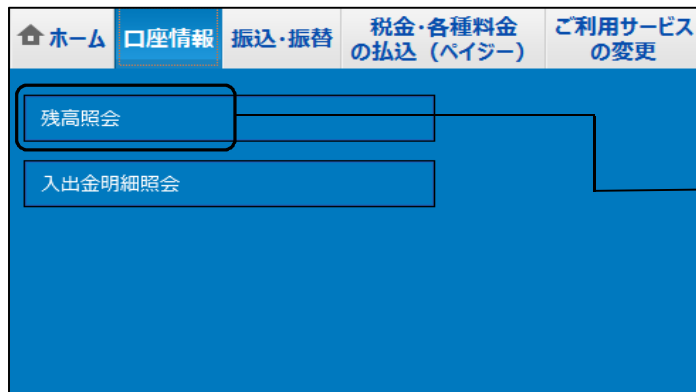 ホーム
口座情報
振込・振替
税金・各種料金
の払込（ペイジー）
ご利用サービス
の変更
残高照会
入出金明細照会